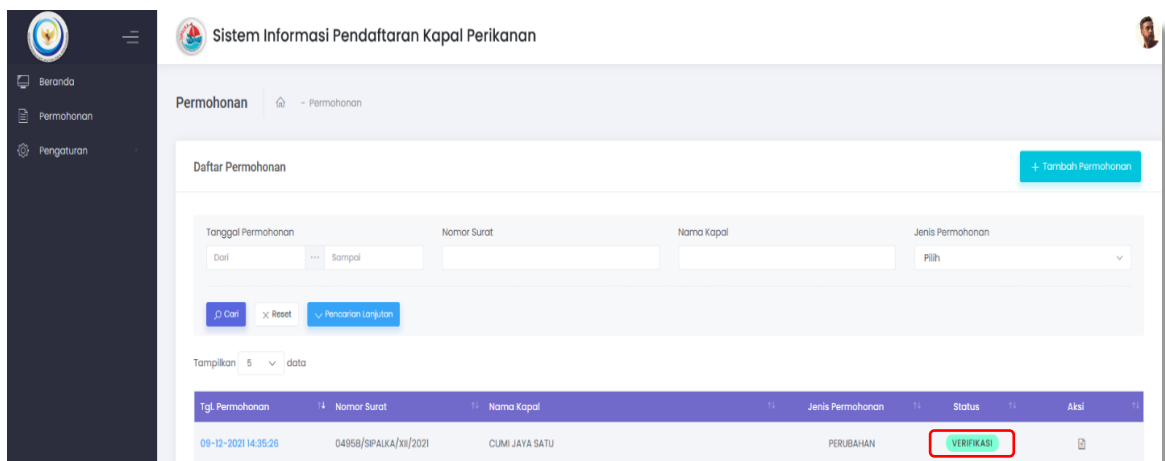 Sistem Informasi Pendaftaran Kapal Perikanan
Beranda
Permohonan
Pengaturan
Permohonan - Permohonan
Daftar Permohonan
+ Tambah Permohonan
Tanggal Permohonan Nomor Surat Nama Kapal Jenis Permohonan
Dari ... Sampai Pilih
Cari Reset Pencarian Lanjutan
Tampilkan 5 data
Tgl. Permohonan Nomor Surat Nama Kapal Jenis Permohonan Status Aksi
09-12-2021 14:35:26 04958/SIPALKA/XII/2021 CUMI JAYA SATU PERUBAHAN VERIFIKASI